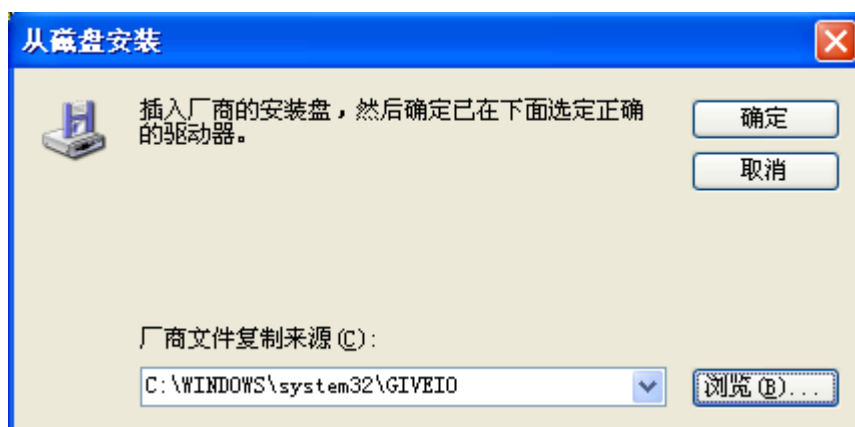 从磁盘安装
插入厂商的安装盘，然后确定已在下面选定正确
的驱动器。
确定
取消
厂商文件复制来源(C):
C:\WINDOWS\system32\GIVEIO
浏览(B)...